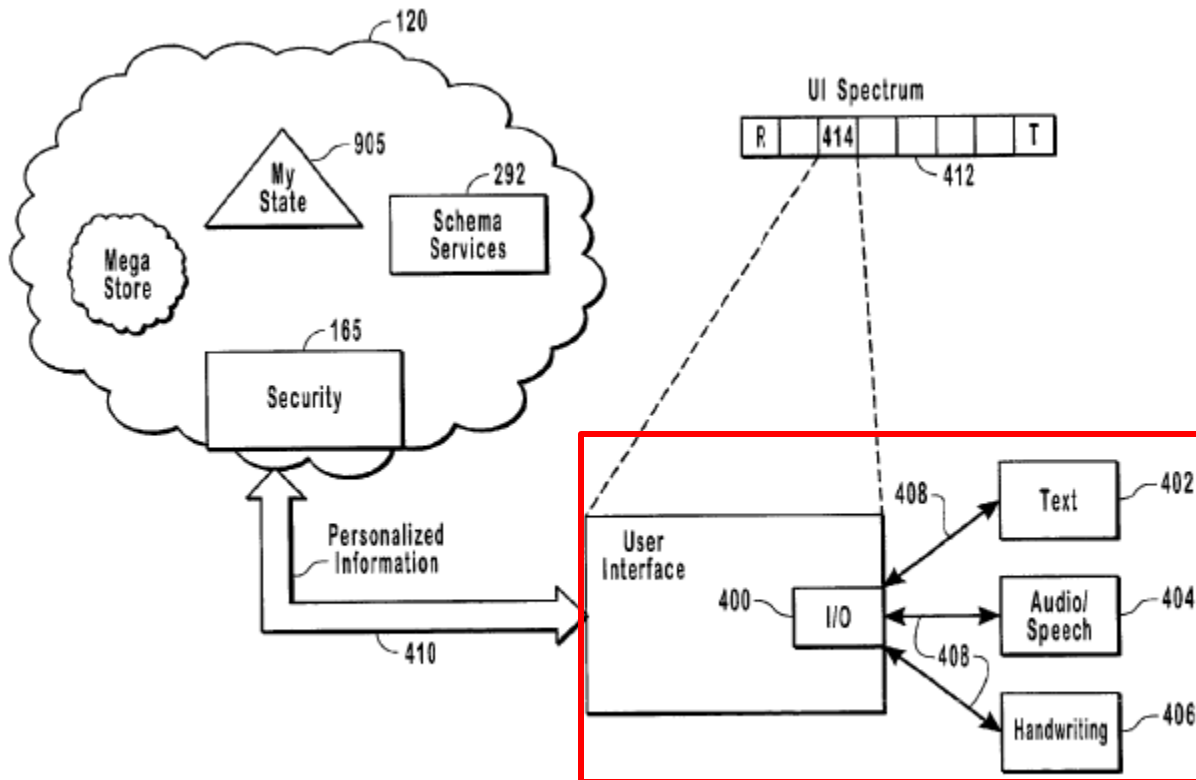 120
UI Spectrum
R 414 T
412
905
My
State
292
Schema
Services
Mega
Store
165
Security
Personalized
Information
410
User
Interface
400
I/O
408
408
Text
402
Audio/
Speech
404
Handwriting
406